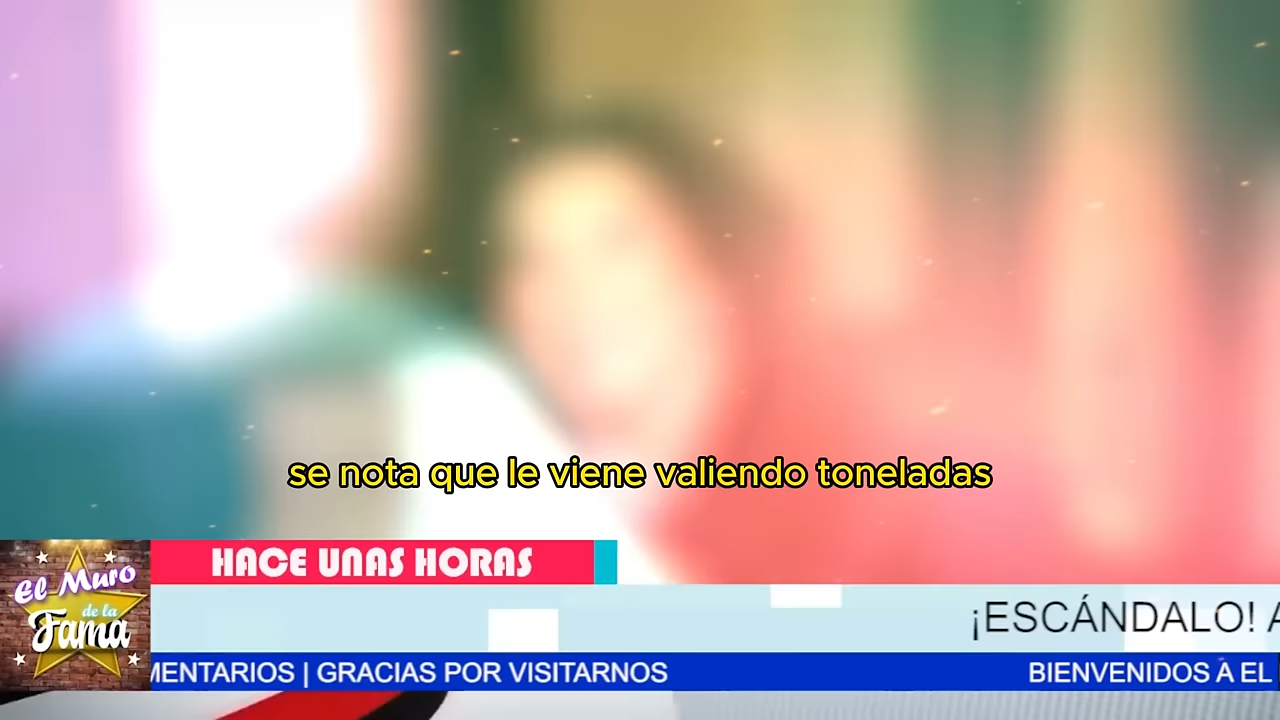 se nota que le viene valiendo toneladas
HACE UNAS HORAS
El Muro
de la
Fama
¡ESCÁNDALO!
MENTARIOS | GRACIAS POR VISITARNOS
BIENVENIDOS A EL